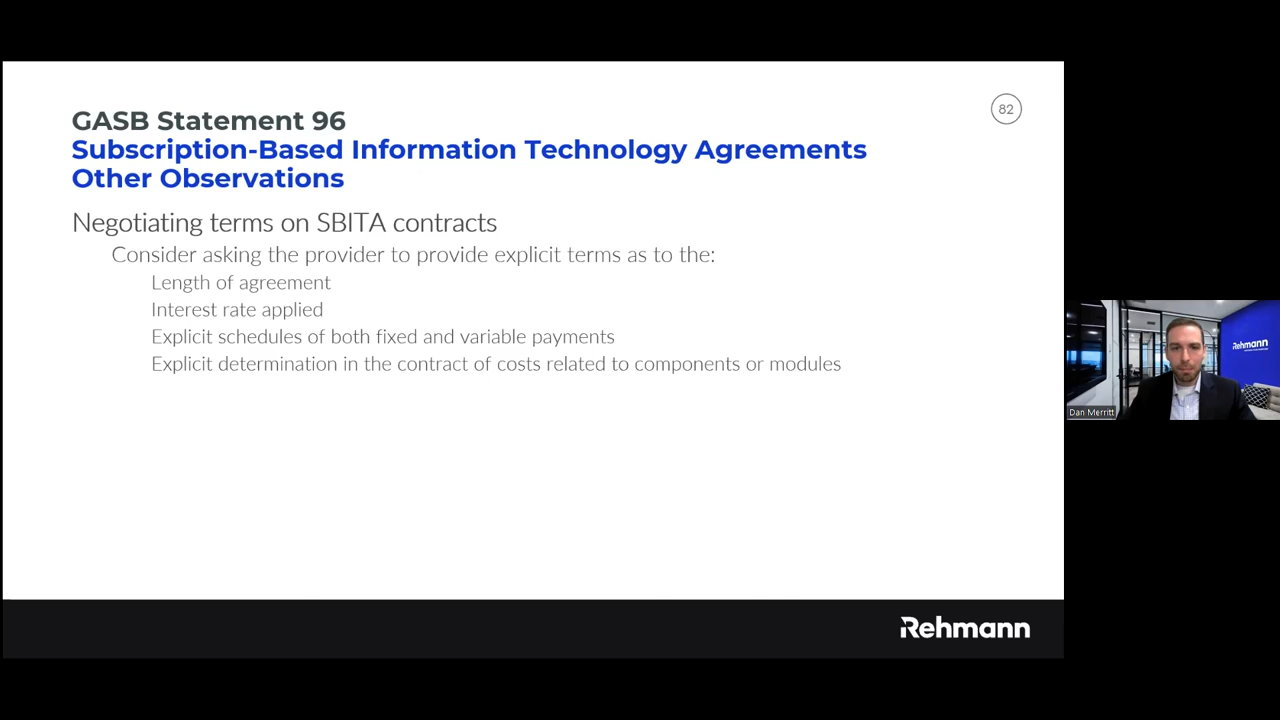 GASB Statement 96
82
Subscription-Based Information Technology Agreements
Other Observations
Negotiating terms on SBITA contracts
Consider asking the provider to provide explicit terms as to the:
Length of agreement
Interest rate applied
Explicit schedules of both fixed and variable payments
Explicit determination in the contract of costs related to components or modules
Rehmann
Dan Merritt
Rehmann